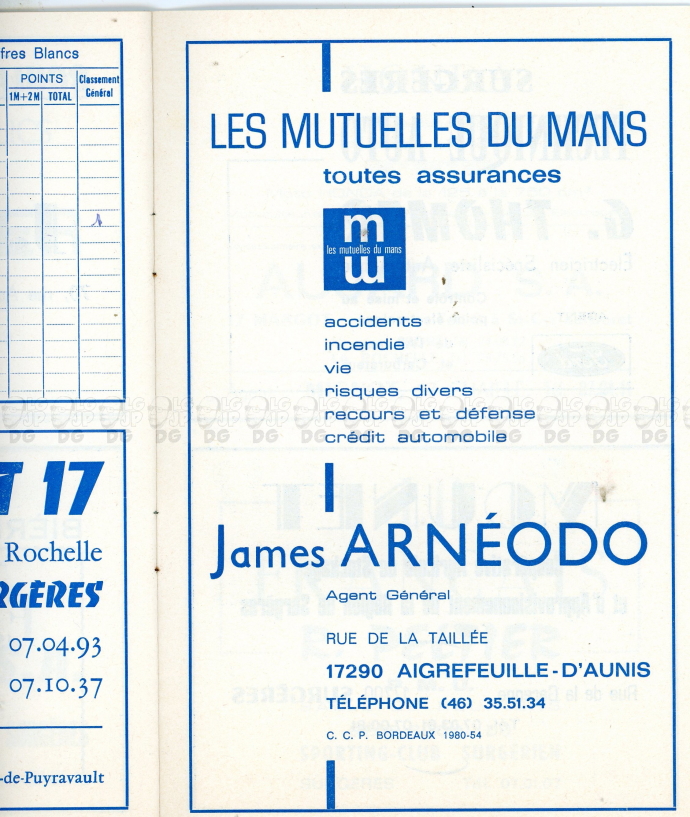 fres Blancs
POINTS
Classement
Général
1M+2M TOTAL
T 17
Rochelle
RGÈRES
07.04.93
07.10.37
-de-Puyravault
LES MUTUELLES DU MANS
toutes assurances
m
les mutuelles du mans
accidents
incendie
vie
risques divers
recours et défense
crédit automobile
James ARNÉODO
Agent Général
RUE DE LA TAILLÉE
17290 AIGREFEUILLE-D'AUNIS
TÉLÉPHONE (46) 35.51.34
C. C. P. BORDEAUX 1980-54